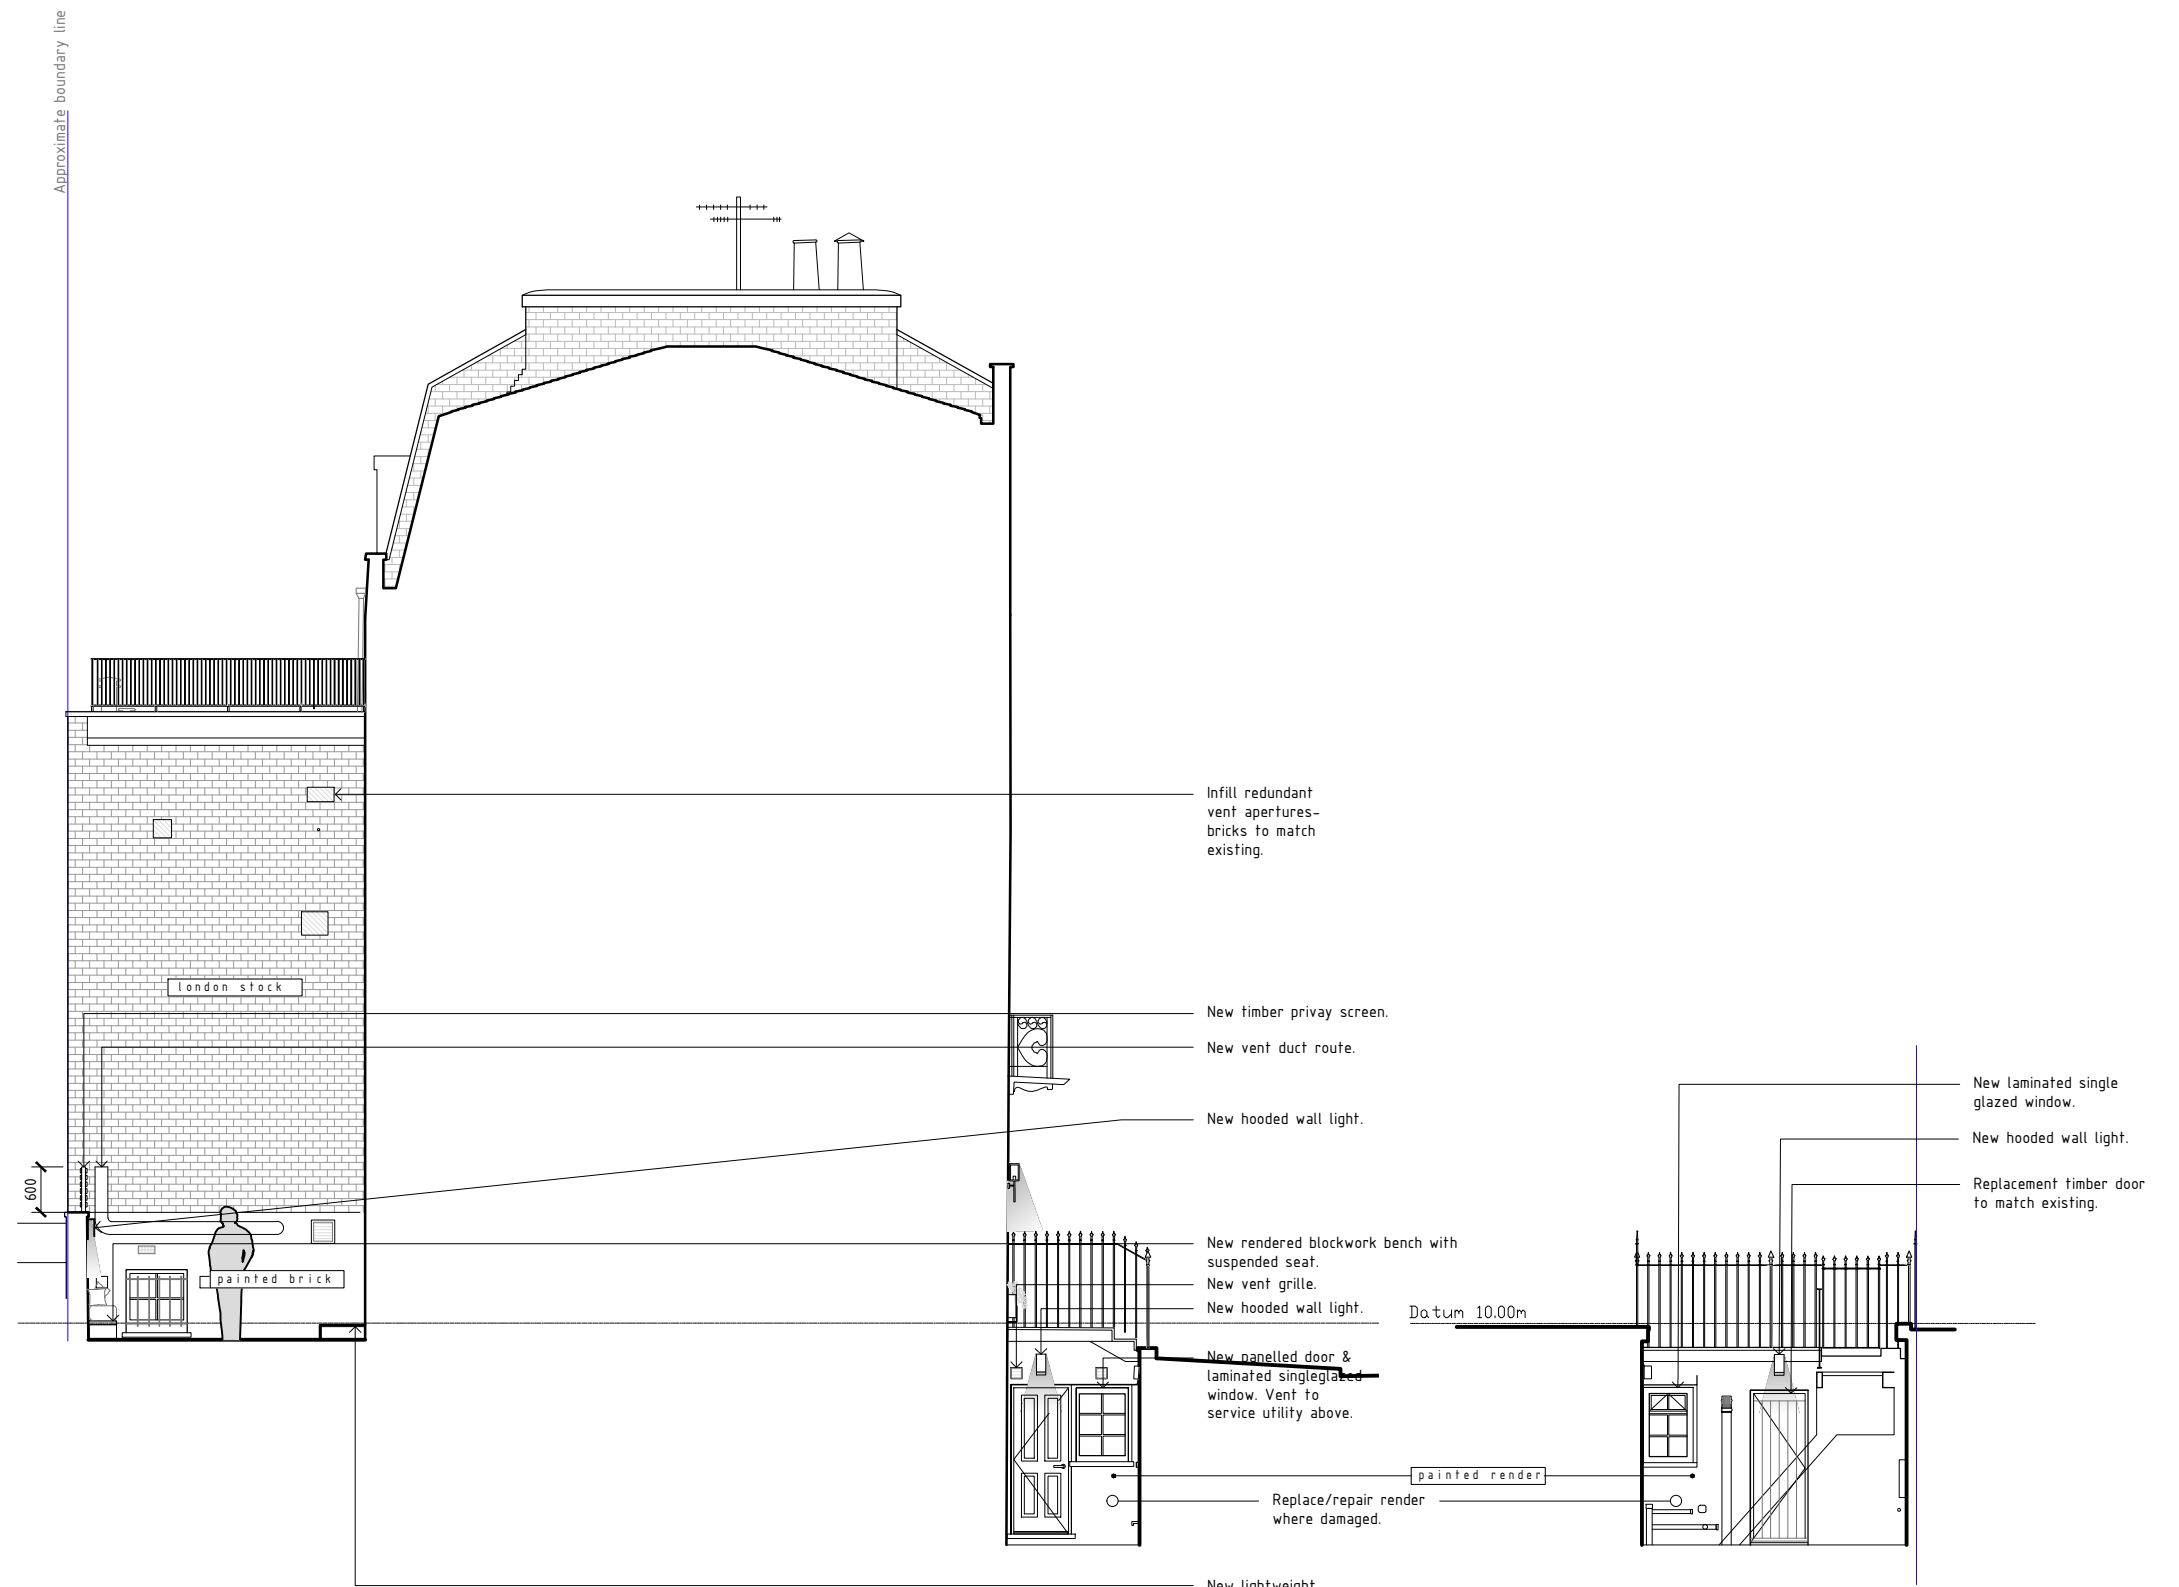 Approximate boundary line
Infill redundant
vent apertures-
bricks to match
existing.
london stock
New timber privay screen.
New vent duct route.
New laminated single
glazed window.
New hooded wall light.
New hooded wall light.
600
Replacement timber door
to match existing.
New rendered blockwork bench with
suspended seat.
painted brick
New vent grille.
New hooded wall light.
Datum 10.00m
New panelled door &
laminated singleglazed
window. Vent to
service utility above.
painted render
Replace/repair render
where damaged.
New lightweight